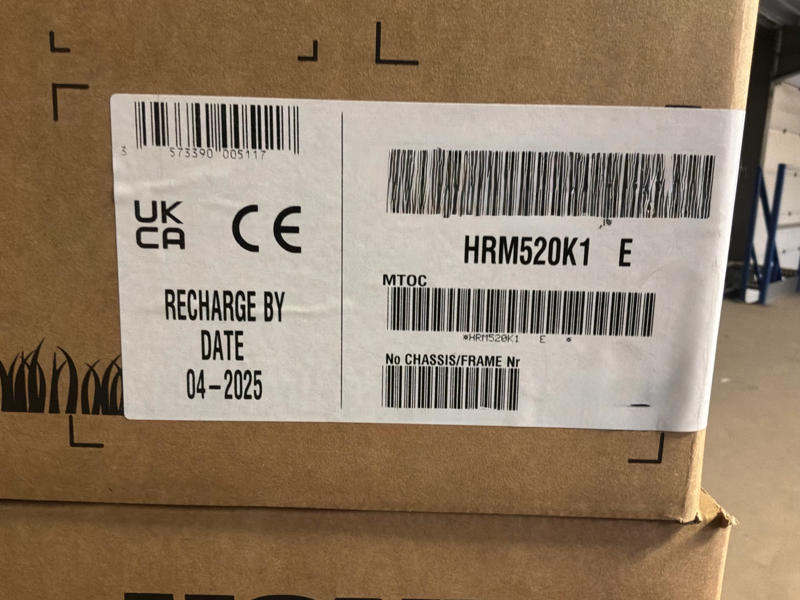 3 573390 005117
UK
CA
CE
RECHARGE BY
DATE
04-2025
HRM520K1 E
MTOC
*HRM520K1 E *
No CHASSIS/FRAME Nr